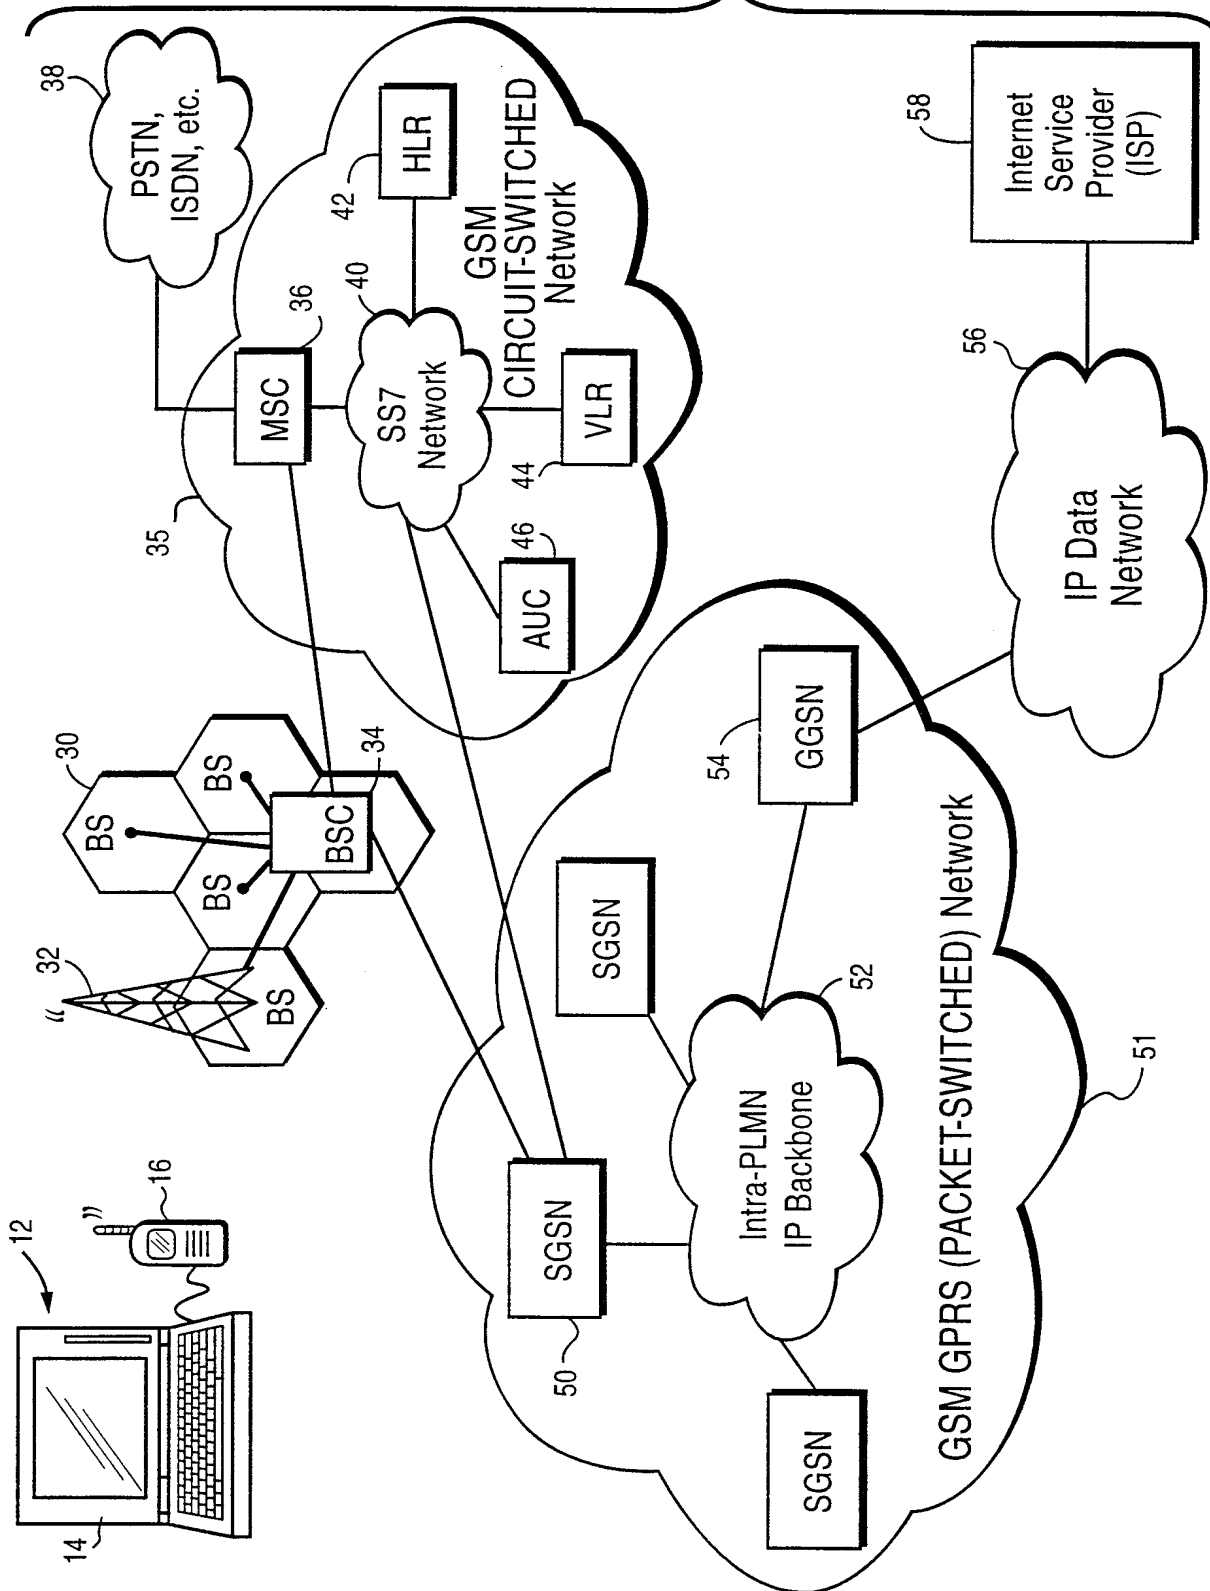 12
14
16
32
BS
BS
BS
BS
30
BSC
34
35
MSC
36
38
PSTN,
ISDN, etc.
SS7
Network
40
HLR
42
VLR
44
AUC
46
GSM
CIRCUIT-SWITCHED
Network
SGSN
50
SGSN
SGSN
Intra-PLMN
IP Backbone
52
GGSN
54
GSM GPRS (PACKET-SWITCHED) Network
51
IP Data
Network
56
Internet
Service
Provider
(ISP)
58